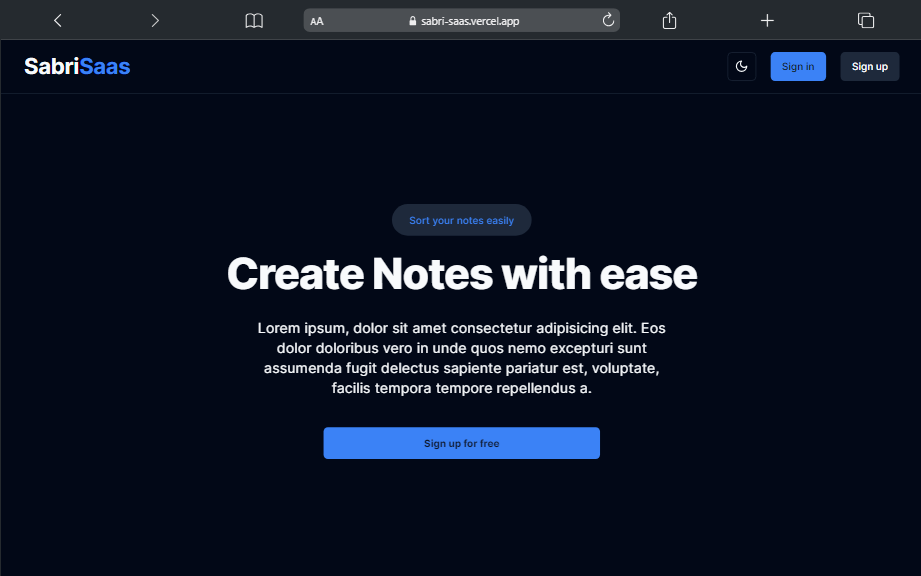 AA sabri-saas.vercel.app
SabriSaas
Sign in
Sign up
Sort your notes easily
Create Notes with ease
Lorem ipsum, dolor sit amet consectetur adipisicing elit. Eos
dolor doloribus vero in unde quos nemo excepturi sunt
assumenda fugit delectus sapiente pariatur est, voluptate,
facilis tempora tempore repellendus a.
Sign up for free